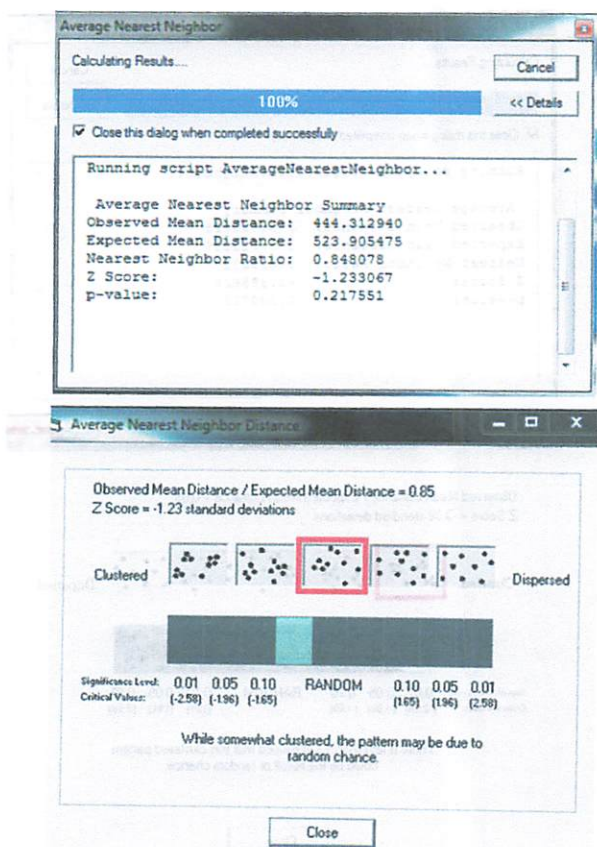 Average Nearest Neighbor
Calculating Results...
Cancel
100%
<< Details
Close this dialog when completed successfully
Running script AverageNearestNeighbor...
Average Nearest Neighbor Summary
Observed Mean Distance: 444.312940
Expected Mean Distance: 523.905475
Nearest Neighbor Ratio: 0.848078
Z Score: -1.233067
p-value: 0.217551
Average Nearest Neighbor Distance
Observed Mean Distance / Expected Mean Distance = 0.85
Z Score = -1.23 standard deviations
Clustered
Dispersed
Significance Level: 0.01 0.05 0.10 RANDOM 0.10 0.05 0.01
Critical Values: (-2.58) (-1.96) (-1.65) (1.65) (1.96) (2.58)
While somewhat clustered, the pattern may be due to
random chance.
Close